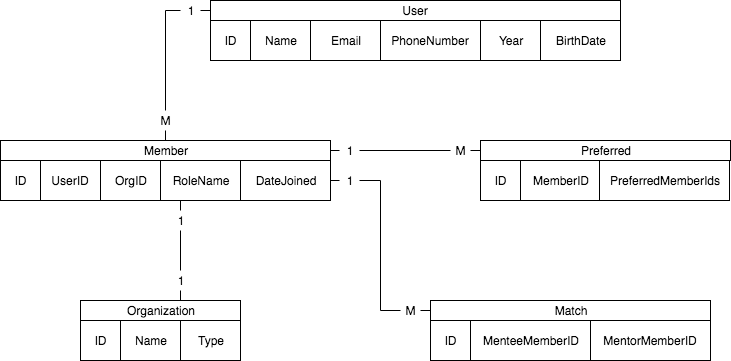 1
User
ID Name Email PhoneNumber Year BirthDate
M
Member
1
M
Preferred
ID UserID OrgID RoleName DateJoined
1
ID MemberID PreferredMemberIds
1
1
Organization
M
Match
ID Name Type
ID MenteeMemberID MentorMemberID